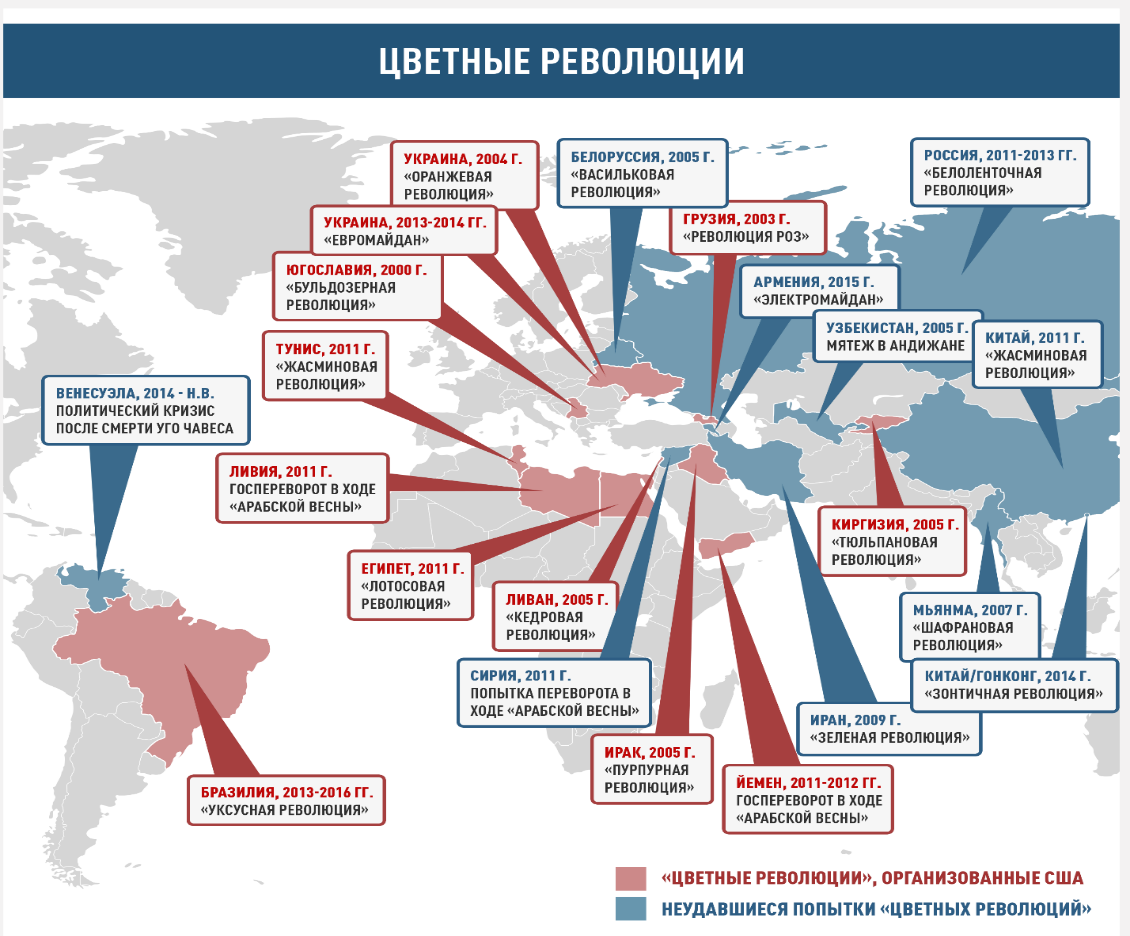 ЦВЕТНЫЕ РЕВОЛЮЦИИ
УКРАИНА, 2004 Г.
«ОРАНЖЕВАЯ
РЕВОЛЮЦИЯ»
БЕЛОРУССИЯ, 2005 Г.
«ВАСИЛЬКОВАЯ
РЕВОЛЮЦИЯ»
РОССИЯ, 2011-2013 ГГ.
«БЕЛОЛЕНТОЧНАЯ
РЕВОЛЮЦИЯ»
УКРАИНА, 2013-2014 ГГ.
«ЕВРОМАЙДАН»
ГРУЗИЯ, 2003 Г.
«РЕВОЛЮЦИЯ РОЗ»
ЮГОСЛАВИЯ, 2000 Г.
«БУЛЬДОЗЕРНАЯ
РЕВОЛЮЦИЯ»
АРМЕНИЯ, 2015 Г.
«ЭЛЕКТРОМАЙДАН»
УЗБЕКИСТАН, 2005 Г.
МЯТЕЖ В АНДИЖАНЕ
КИТАЙ, 2011 Г.
«ЖАСМИНОВАЯ
РЕВОЛЮЦИЯ»
ТУНИС, 2011 Г.
«ЖАСМИНОВАЯ
РЕВОЛЮЦИЯ»
ВЕНЕСУЭЛА, 2014 - Н.В.
ПОЛИТИЧЕСКИЙ КРИЗИС
ПОСЛЕ СМЕРТИ УГО ЧАВЕСА
ЛИВИЯ, 2011 Г.
ГОСПЕРЕВОРОТ В ХОДЕ
«АРАБСКОЙ ВЕСНЫ»
КИРГИЗИЯ, 2005 Г.
«ТЮЛЬПАНОВАЯ
РЕВОЛЮЦИЯ»
ЕГИПЕТ, 2011 Г.
«ЛОТОСОВАЯ
РЕВОЛЮЦИЯ»
ЛИВАН, 2005 Г.
«КЕДРОВАЯ
РЕВОЛЮЦИЯ»
МЬЯНМА, 2007 Г.
«ШАФРАНОВАЯ
РЕВОЛЮЦИЯ»
СИРИЯ, 2011 Г.
ПОПЫТКА ПЕРЕВОРОТА В
ХОДЕ «АРАБСКОЙ ВЕСНЫ»
КИТАЙ/ГОНКОНГ, 2014 Г.
«ЗОНТИЧНАЯ РЕВОЛЮЦИЯ»
ИРАН, 2009 Г.
«ЗЕЛЕНАЯ РЕВОЛЮЦИЯ»
ИРАК, 2005 Г.
«ПУРПУРНАЯ
РЕВОЛЮЦИЯ»
ЙЕМЕН, 2011-2012 ГГ.
ГОСПЕРЕВОРОТ В ХОДЕ
«АРАБСКОЙ ВЕСНЫ»
БРАЗИЛИЯ, 2013-2016 ГГ.
«УКСУСНАЯ РЕВОЛЮЦИЯ»
«ЦВЕТНЫЕ РЕВОЛЮЦИИ», ОРГАНИЗОВАННЫЕ США
НЕУДАВШИЕСЯ ПОПЫТКИ «ЦВЕТНЫХ РЕВОЛЮЦИЙ»